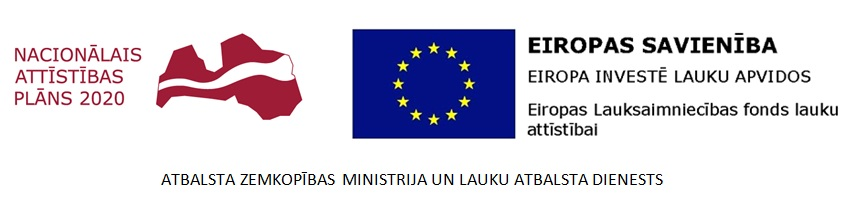 NACIONĀLAIS
ATTĪSTĪBAS
PLĀNS 2020
EIROPAS SAVIENĪBA
EIROPA INVESTĒ LAUKU APVIDOS
Eiropas Lauksaimniecības fonds lauku
attīstībai
ATBALSTA ZEMKOPĪBAS MINISTRIJA UN LAUKU ATBALSTA DIENESTS